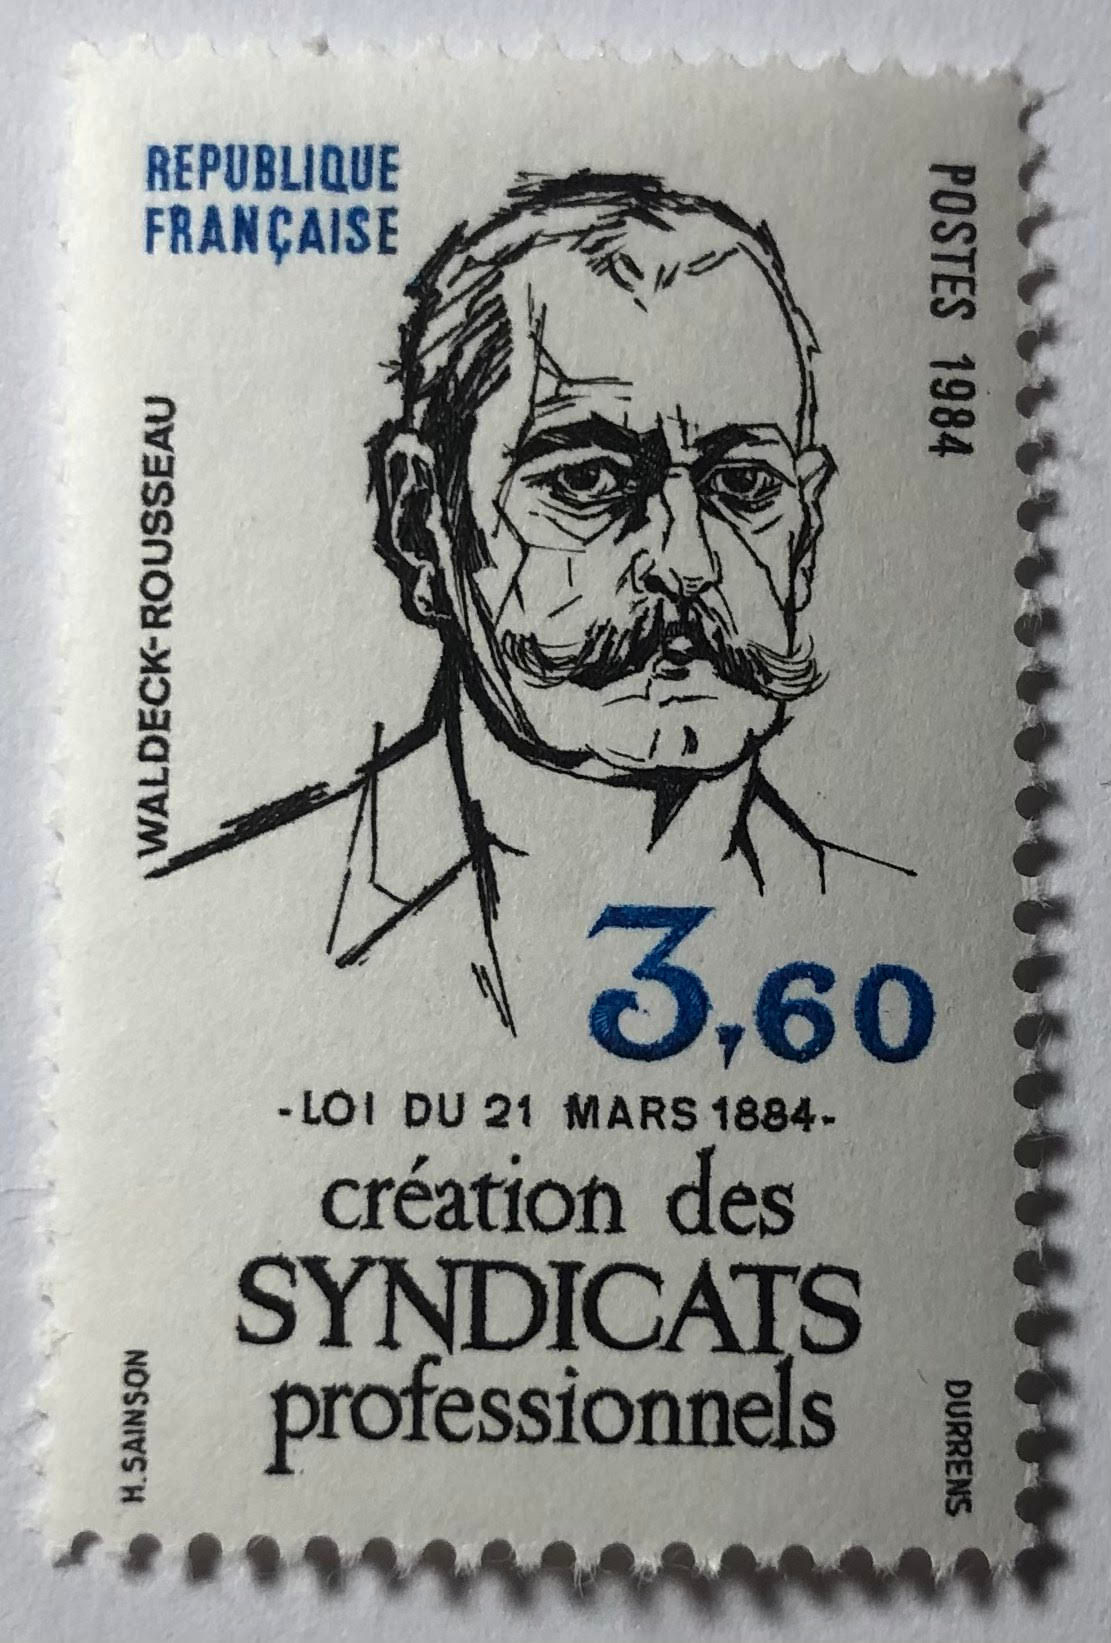 REPUBLIQUE
FRANÇAISE
POSTES 1984
WALDECK-ROUSSEAU
3,60
-LOI DU 21 MARS 1884-
création des
SYNDICATS
professionnels
H.SAINSON
DURRENS